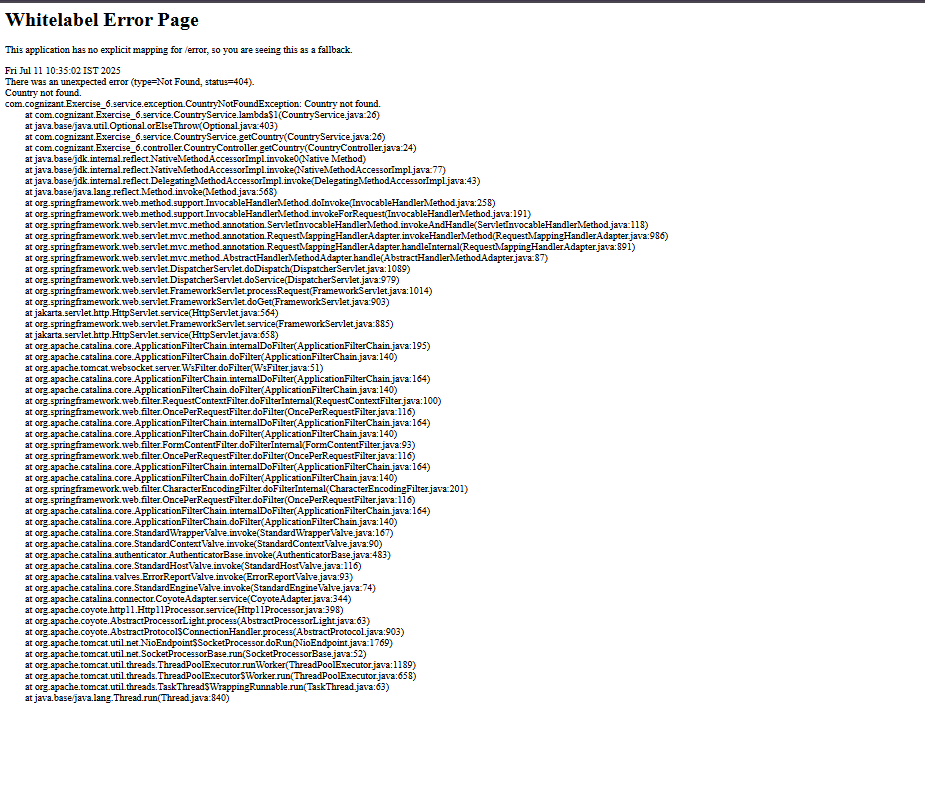 Whitelabel Error Page
This application has no explicit mapping for /error, so you are seeing this as a fallback.
Fri Jul 11 10:35:02 IST 2025
There was an unexpected error (type=Not Found, status=404).
Country not found.
com.cognizant.Exercise_6.service.exception.CountryNotFoundException: Country not found.
at com.cognizant.Exercise_6.service.CountryService.lambda$1(CountryService.java:26)
at java.base/java.util.Optional.orElseThrow(Optional.java:403)
at com.cognizant.Exercise_6.service.CountryService.getCountry(CountryService.java:26)
at com.cognizant.Exercise_6.controller.CountryController.getCountry(CountryController.java:24)
at java.base/jdk.internal.reflect.NativeMethodAccessorImpl.invoke0(Native Method)
at java.base/jdk.internal.reflect.NativeMethodAccessorImpl.invoke(NativeMethodAccessorImpl.java:77)
at java.base/jdk.internal.reflect.DelegatingMethodAccessorImpl.invoke(DelegatingMethodAccessorImpl.java:43)
at java.base/java.lang.reflect.Method.invoke(Method.java:568)
at org.springframework.web.method.support.InvocableHandlerMethod.doInvoke(InvocableHandlerMethod.java:258)
at org.springframework.web.method.support.InvocableHandlerMethod.invokeForRequest(InvocableHandlerMethod.java:191)
at org.springframework.web.servlet.mvc.method.annotation.ServletInvocableHandlerMethod.invokeAndHandle(ServletInvocableHandlerMethod.java:118)
at org.springframework.web.servlet.mvc.method.annotation.RequestMappingHandlerAdapter.invokeHandlerMethod(RequestMappingHandlerAdapter.java:986)
at org.springframework.web.servlet.mvc.method.annotation.RequestMappingHandlerAdapter.handleInternal(RequestMappingHandlerAdapter.java:891)
at org.springframework.web.servlet.mvc.method.AbstractHandlerMethodAdapter.handle(AbstractHandlerMethodAdapter.java:87)
at org.springframework.web.servlet.DispatcherServlet.doDispatch(DispatcherServlet.java:1089)
at org.springframework.web.servlet.DispatcherServlet.doService(DispatcherServlet.java:979)
at org.springframework.web.servlet.FrameworkServlet.processRequest(FrameworkServlet.java:1014)
at org.springframework.web.servlet.FrameworkServlet.doGet(FrameworkServlet.java:903)
at jakarta.servlet.http.HttpServlet.service(HttpServlet.java:564)
at org.springframework.web.servlet.FrameworkServlet.service(FrameworkServlet.java:885)
at jakarta.servlet.http.HttpServlet.service(HttpServlet.java:658)
at org.apache.catalina.core.ApplicationFilterChain.internalDoFilter(ApplicationFilterChain.java:195)
at org.apache.catalina.core.ApplicationFilterChain.doFilter(ApplicationFilterChain.java:140)
at org.apache.tomcat.websocket.server.WsFilter.doFilter(WsFilter.java:51)
at org.apache.catalina.core.ApplicationFilterChain.internalDoFilter(ApplicationFilterChain.java:164)
at org.apache.catalina.core.ApplicationFilterChain.doFilter(ApplicationFilterChain.java:140)
at org.springframework.web.filter.RequestContextFilter.doFilterInternal(RequestContextFilter.java:100)
at org.springframework.web.filter.OncePerRequestFilter.doFilter(OncePerRequestFilter.java:116)
at org.apache.catalina.core.ApplicationFilterChain.internalDoFilter(ApplicationFilterChain.java:164)
at org.apache.catalina.core.ApplicationFilterChain.doFilter(ApplicationFilterChain.java:140)
at org.springframework.web.filter.FormContentFilter.doFilterInternal(FormContentFilter.java:93)
at org.springframework.web.filter.OncePerRequestFilter.doFilter(OncePerRequestFilter.java:116)
at org.apache.catalina.core.ApplicationFilterChain.internalDoFilter(ApplicationFilterChain.java:164)
at org.apache.catalina.core.ApplicationFilterChain.doFilter(ApplicationFilterChain.java:140)
at org.springframework.web.filter.CharacterEncodingFilter.doFilterInternal(CharacterEncodingFilter.java:201)
at org.springframework.web.filter.OncePerRequestFilter.doFilter(OncePerRequestFilter.java:116)
at org.apache.catalina.core.ApplicationFilterChain.internalDoFilter(ApplicationFilterChain.java:164)
at org.apache.catalina.core.ApplicationFilterChain.doFilter(ApplicationFilterChain.java:140)
at org.apache.catalina.core.StandardWrapperValve.invoke(StandardWrapperValve.java:167)
at org.apache.catalina.core.StandardContextValve.invoke(StandardContextValve.java:90)
at org.apache.catalina.authenticator.AuthenticatorBase.invoke(AuthenticatorBase.java:483)
at org.apache.catalina.core.StandardHostValve.invoke(StandardHostValve.java:116)
at org.apache.catalina.valves.ErrorReportValve.invoke(ErrorReportValve.java:93)
at org.apache.catalina.core.StandardEngineValve.invoke(StandardEngineValve.java:74)
at org.apache.catalina.connector.CoyoteAdapter.service(CoyoteAdapter.java:344)
at org.apache.coyote.http11.Http11Processor.service(Http11Processor.java:398)
at org.apache.coyote.AbstractProcessorLight.process(AbstractProcessorLight.java:63)
at org.apache.coyote.AbstractProtocol$ConnectionHandler.process(AbstractProtocol.java:903)
at org.apache.tomcat.util.net.NioEndpoint$SocketProcessor.doRun(NioEndpoint.java:1769)
at org.apache.tomcat.util.net.SocketProcessorBase.run(SocketProcessorBase.java:52)
at org.apache.tomcat.util.threads.ThreadPoolExecutor.runWorker(ThreadPoolExecutor.java:1189)
at org.apache.tomcat.util.threads.ThreadPoolExecutor$Worker.run(ThreadPoolExecutor.java:658)
at org.apache.tomcat.util.threads.TaskThread$WrappingRunnable.run(TaskThread.java:63)
at java.base/java.lang.Thread.run(Thread.java:840)